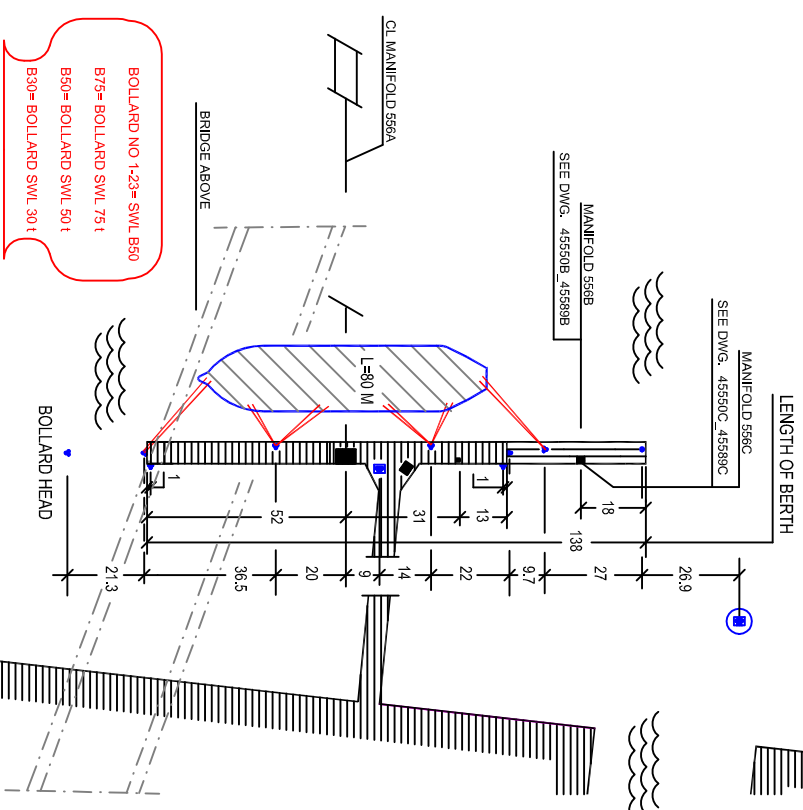 BOLLARD NO 1-23= SWL B50
B75= BOLLARD SWL 75 t
B50= BOLLARD SWL 50 t
B30= BOLLARD SWL 30 t
CL MANIFOLD 556A
BRIDGE ABOVE
MANIFOLD 556B
SEE DWG. 45550B_45589B
MANIFOLD 556C
SEE DWG. 45550C_45589C
LENGTH OF BERTH
L=80 M
BOLLARD HEAD
1
1
18
52
31
13
138
21.3
36.5
20
9
14
22
9.7
27
26.9